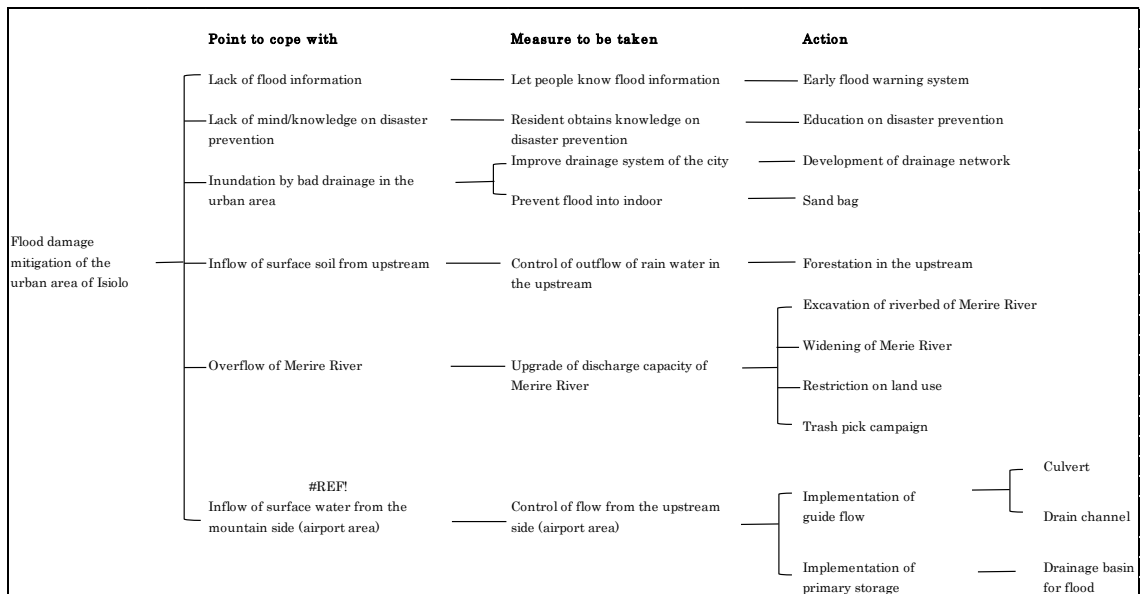 Point to cope with
Measure to be taken
Action
Lack of flood information
Let people know flood information
Early flood warning system
Lack of mind/knowledge on disaster
prevention
Resident obtains knowledge on
disaster prevention
Education on disaster prevention
Inundation by bad drainage in the
urban area
Improve drainage system of the city
Development of drainage network
Prevent flood into indoor
Sand bag
Flood damage
mitigation of the
urban area of Isiolo
Inflow of surface soil from upstream
Control of outflow of rain water in
the upstream
Forestation in the upstream
Overflow of Merire River
Upgrade of discharge capacity of
Merire River
Excavation of riverbed of Merire River
Widening of Merie River
Restriction on land use
Trash pick campaign
#REF!
Inflow of surface water from the
mountain side (airport area)
Control of flow from the upstream
side (airport area)
Implementation of
guide flow
Culvert
Drain channel
Implementation of
primary storage
Drainage basin
for flood